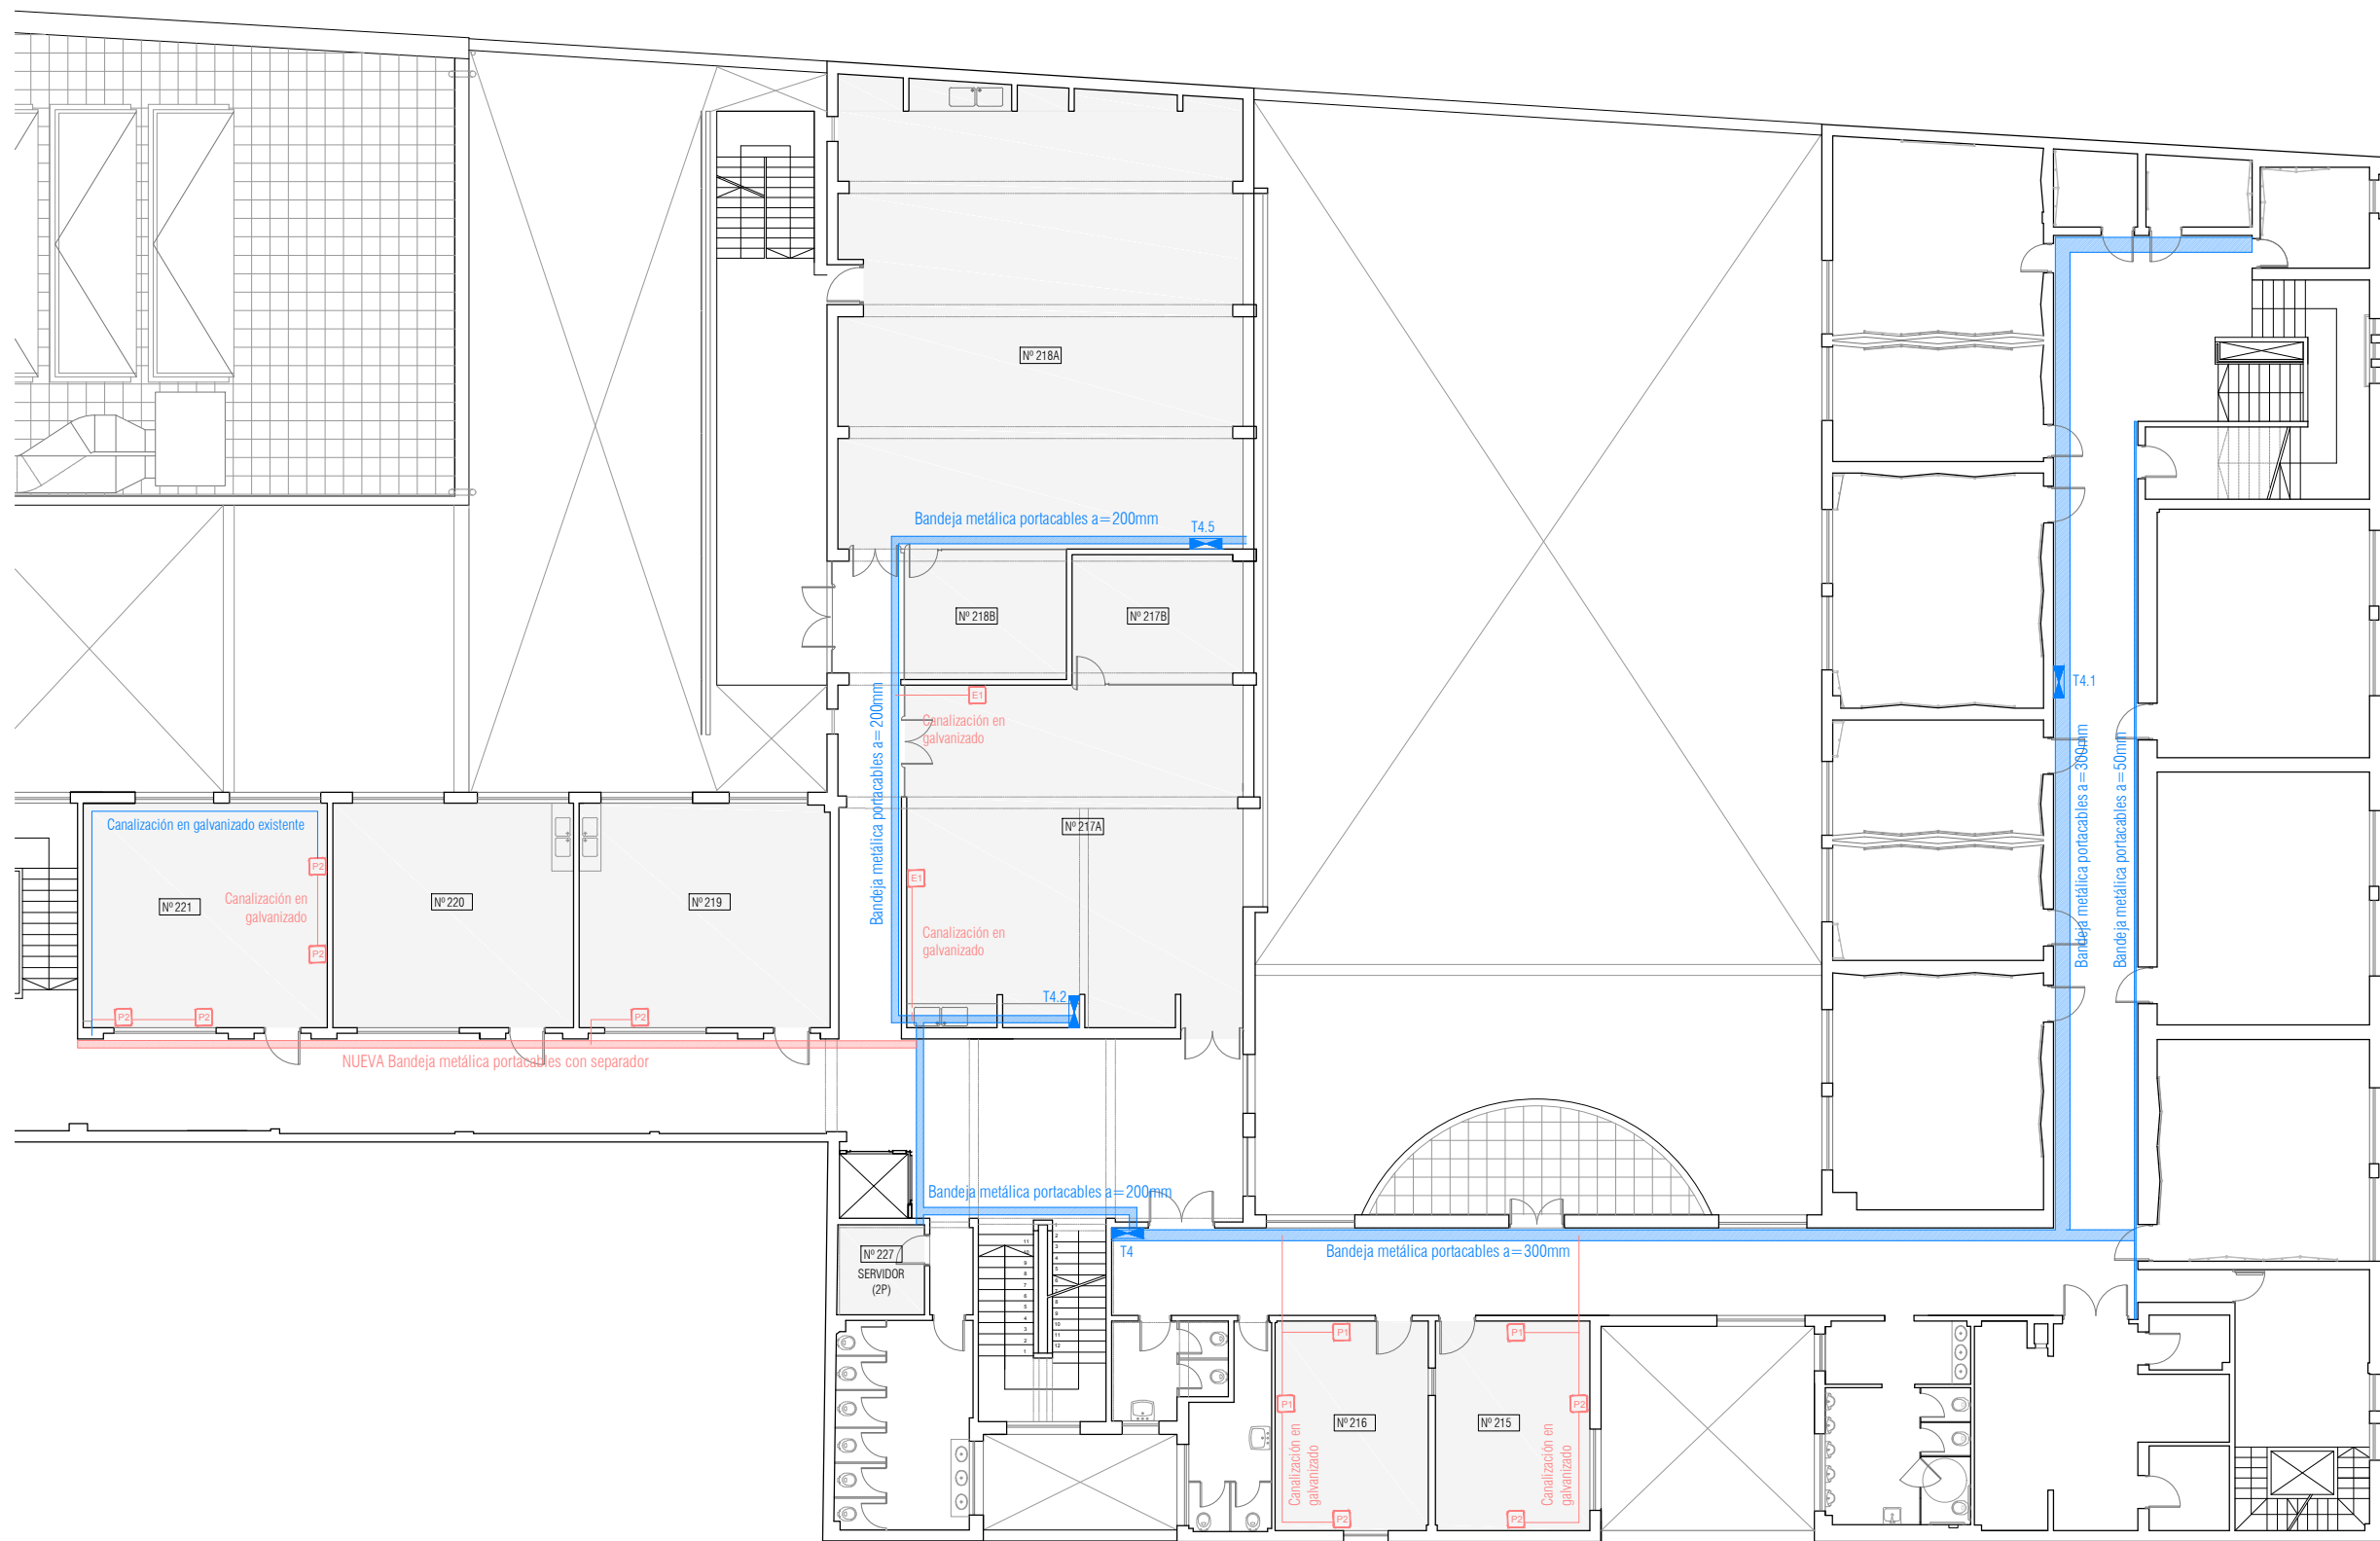 Nº 218A
Bandeja metálica portacables a=200mm
T4.5
Nº 218B
Nº 217B
T4.1
E1
Canalización en
galvanizado
Bandeja metálica portacables a=200mm
Bandeja metálica portacables a=300mm
Bandeja metálica portacables a=50mm
Canalización en galvanizado existente
Nº 217A
P2
Canalización en
galvanizado
E1
Nº 221
Nº 220
Nº 219
Canalización en
galvanizado
P2
T4.2
P2
P2
P2
NUEVA Bandeja metálica portacables con separador
Bandeja metálica portacables a=200mm
T4
Bandeja metálica portacables a=300mm
Nº 227
SERVIDOR
(2P)
P1
P1
P1
P2
Nº 216
Nº 215
Canalización en
galvanizado
Canalización en
galvanizado
P2
P2